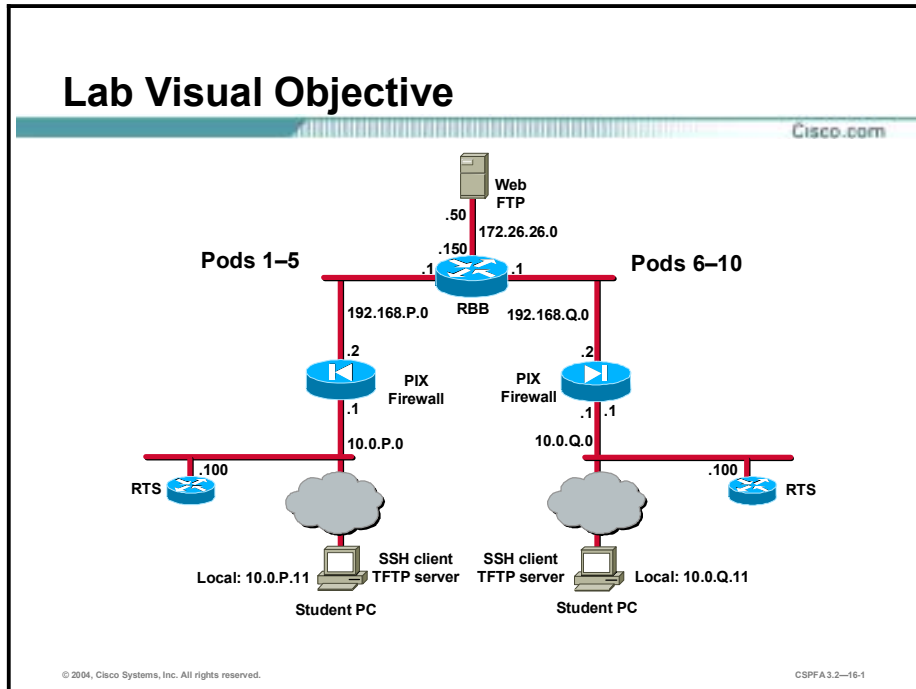 Lab Visual Objective
Cisco.com
Web
FTP
.50
172.26.26.0
.150
Pods 1–5
Pods 6–10
.1
.1
RBB
192.168.P.0
192.168.Q.0
.2
.2
PIX
Firewall
PIX
Firewall
.1
.1
.1
10.0.P.0
10.0.Q.0
.100
.100
RTS
RTS
SSH client
TFTP server
SSH client
TFTP server
Local: 10.0.P.11
Local: 10.0.Q.11
Student PC
Student PC
© 2004, Cisco Systems, Inc. All rights reserved.
CSPFA 3.2—16-1